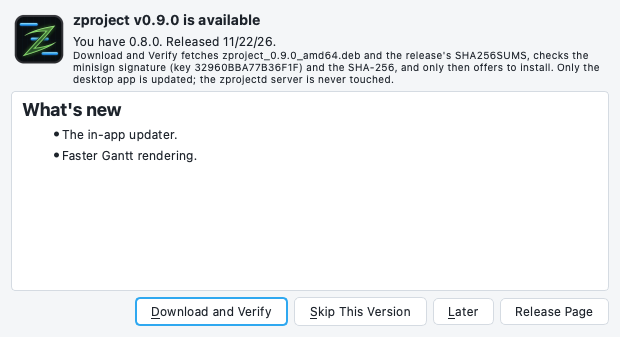 zproject v0.9.0 is available
You have 0.8.0. Released 11/22/26.
Download and Verify fetches zproject_0.9.0_amd64.deb and the release's SHA256SUMS, checks the
minisign signature (key 32960BBA77B36F1F) and the SHA-256, and only then offers to install. Only the
desktop app is updated; the zprojectd server is never touched.
What's new
• The in-app updater.
• Faster Gantt rendering.
Download and Verify
Skip This Version
Later
Release Page